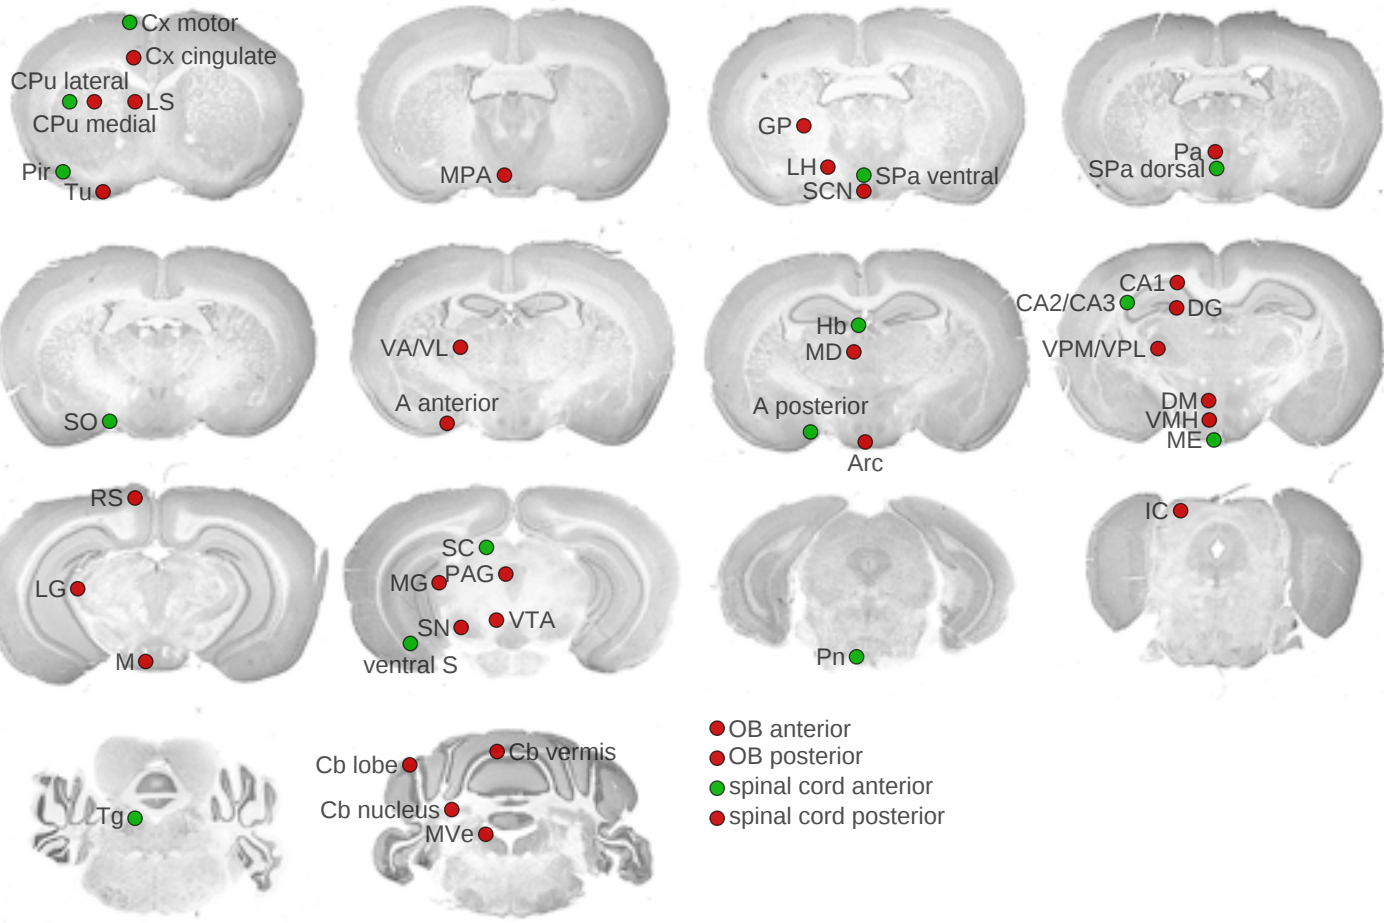 Cx motor
Cx cingulate
CPu lateral
LS
CPu medial
Pir
Tu
MPA
GP
LH
SPa ventral
SCN
Pa
SPa dorsal
SO
VA/VL
A anterior
Hb
MD
A posterior
Arc
CA1
CA2/CA3
DG
VPM/VPL
DM
VMH
ME
RS
LG
M
SC
MG
PAG
SN
VTA
ventral S
Pn
IC
Tg
Cb lobe
Cb vermis
Cb nucleus
MVe
OB anterior
OB posterior
spinal cord anterior
spinal cord posterior